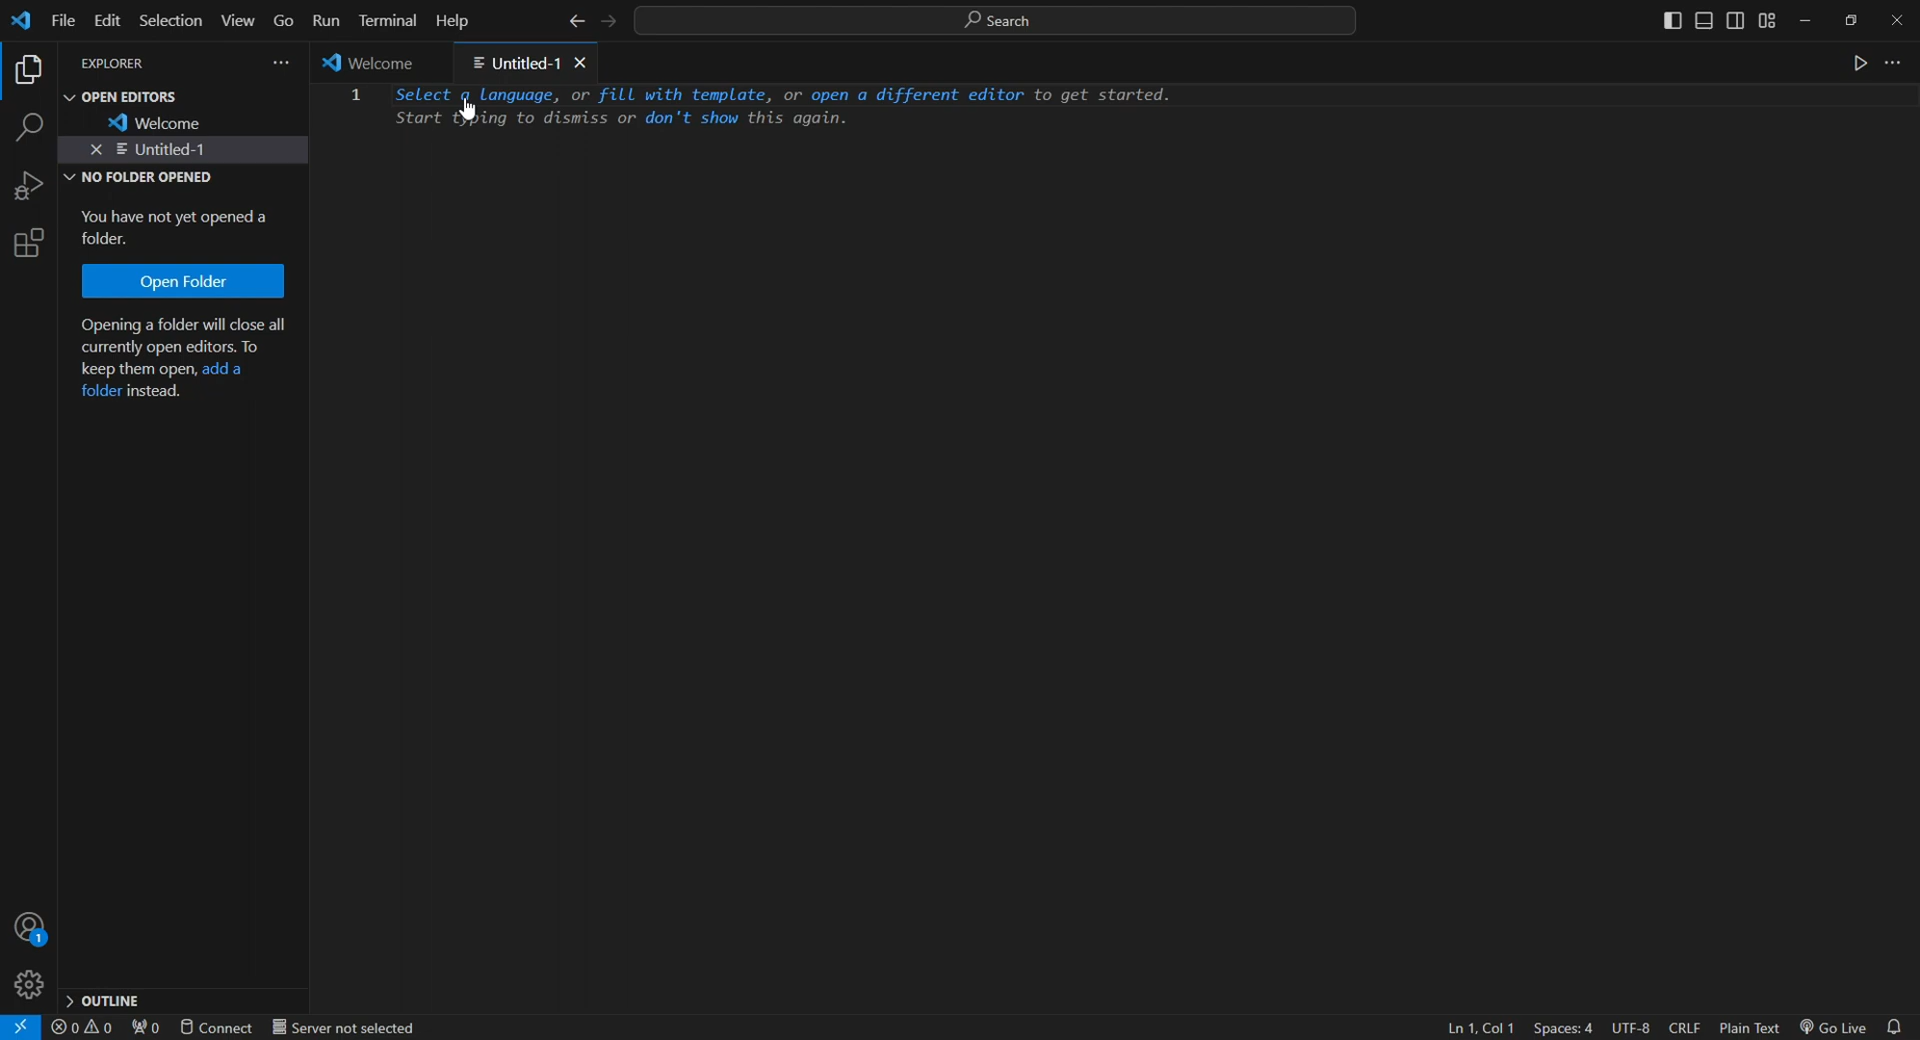 File Edit Selection View Go Run Terminal Help
Search
EXPLORER
OPEN EDITORS
Welcome
Untitled-1
NO FOLDER OPENED
You have not yet opened a
folder.
Open Folder
Opening a folder will close all
currently open editors. To
keep them open, add a
folder instead.
OUTLINE
Welcome
Untitled-1
1 Select a language, or fill with template, or open a different editor to get started.
Start typing to dismiss or don't show this again.
1
0 0 0 Connect Server not selected
Ln 1, Col 1 Spaces: 4 UTF-8 CRLF Plain Text Go Live